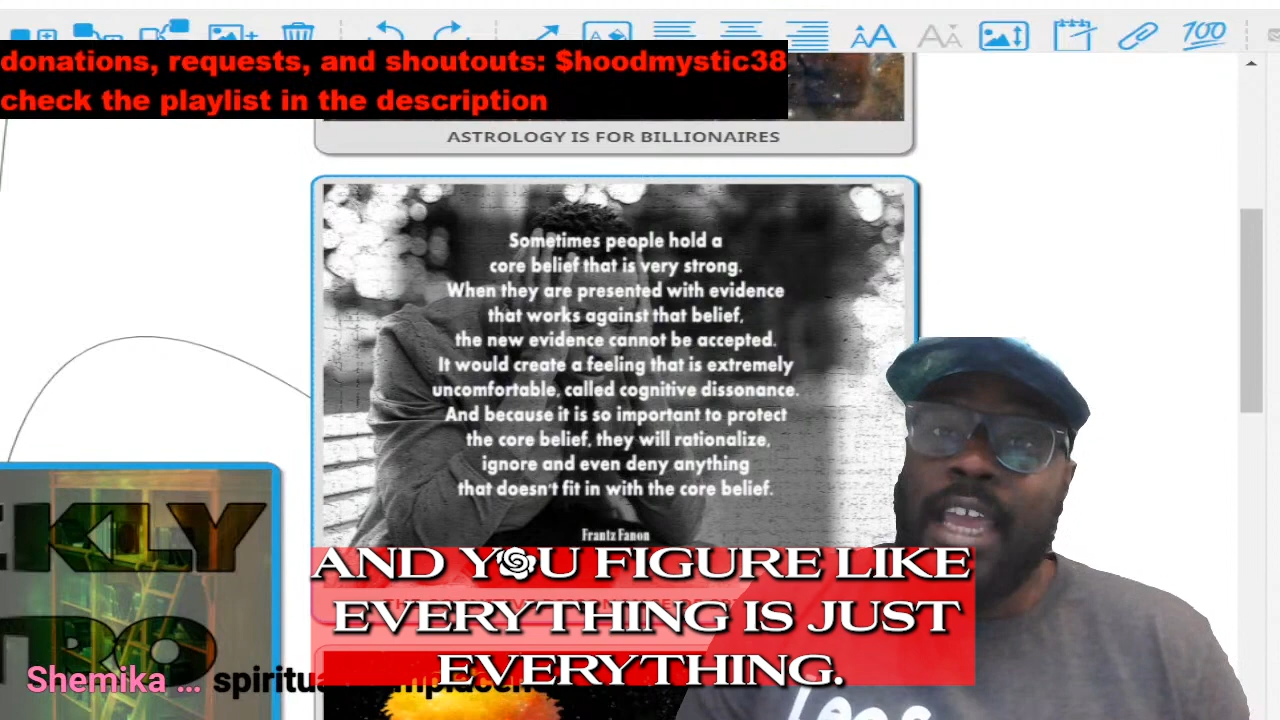 100
donations, requests, and shoutouts: $hoodmystic38
check the playlist in the description
ASTROLOGY IS FOR BILLIONAIRES
Sometimes people hold a
core belief that is very strong.
When they are presented with evidence
that works against that belief,
the new evidence cannot be accepted.
It would create a feeling that is extremely
uncomfortable, called cognitive dissonance.
And because it is so important to protect
the core belief, they will rationalize,
ignore and even deny anything
that doesn't fit in with the core belief.
Frantz Fanon
AND YOU FIGURE LIKE
EVERYTHING IS JUST
EVERYTHING.
Shemika ...